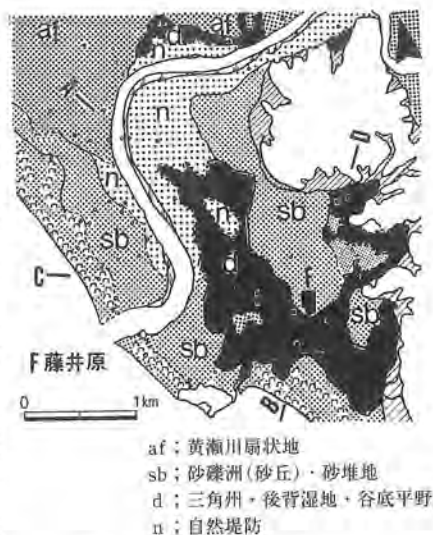 af
d
af
n
n
A
D
n
sb
n
sb
d
F
C
sb
sb
B
F 藤井原
0 1km
af ; 黄瀬川扇状地
sb ; 砂礫洲(砂丘)・砂堆地
d ; 三角州・後背湿地・谷底平野
n ; 自然堤防